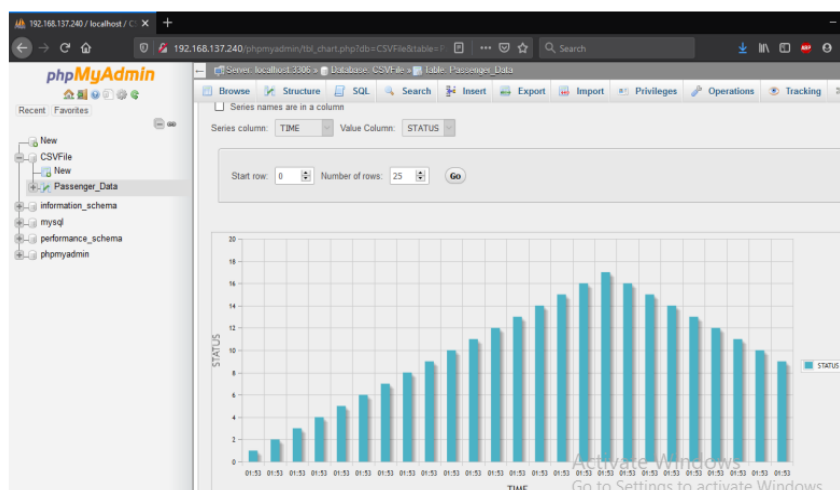 192.168.137.240 / localhost / CS
192.168.137.240/phpmyadmin/tbl_chart.php?db=CSVFile&table=P
Search
phpMyAdmin
Recent Favorites
New
CSVFile
New
Passenger_Data
information_schema
mysql
performance_schema
phpmyadmin
Server: localhost:3306 » Database: CSVFile » Table: Passenger_Data
Browse Structure SQL Search Insert Export Import Privileges Operations Tracking
Series names are in a column
Series column: TIME Value Column: STATUS
Start row: 0 Number of rows: 25 Go
20
18
16
14
12
10
8
6
4
2
0
STATUS
STATUS
01:53 01:53 01:53 01:53 01:53 01:53 01:53 01:53 01:53 01:53 01:53 01:53 01:53 01:53 01:53 01:53 01:53 01:53 01:53 01:53 01:53 01:53 01:53 01:53 01:53
TIME
Activate Windows
Go to Settings to activate Windows.